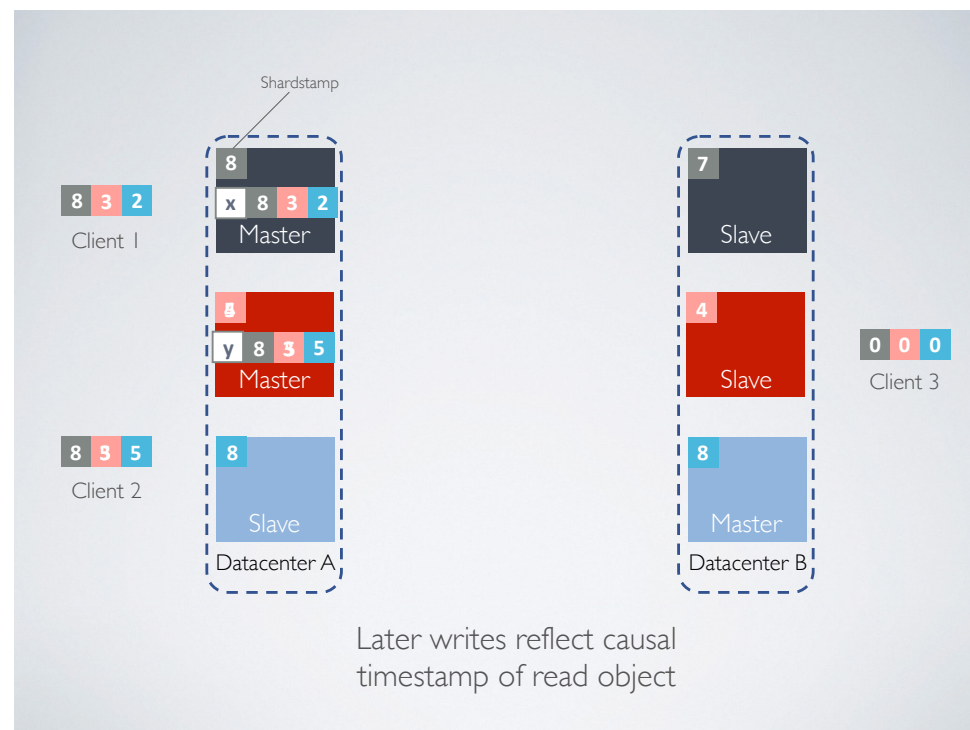 Shardstamp
8
7
8 3 2
x 8 3 2
Client 1
Master
Slave
4
y 8 5
0 0 0
Master
Slave
Client 3
8 5
8
8
Client 2
Slave
Master
Datacenter A
Datacenter B
Later writes reflect causal
timestamp of read object